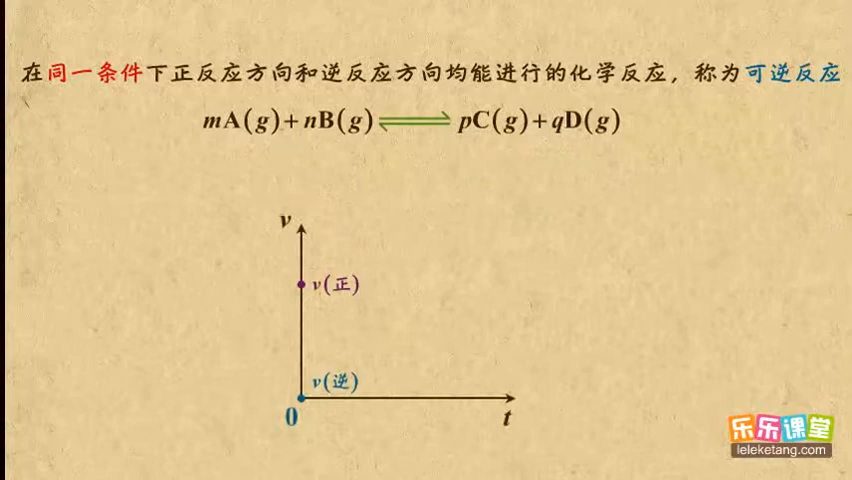 在同一条件下正反应方向和逆反应方向均能进行的化学反应，称为可逆反应
mA(g)+nB(g)⇌pC(g)+qD(g)
v
v(正)
v(逆)
0
t
乐乐课堂
leleketang.com